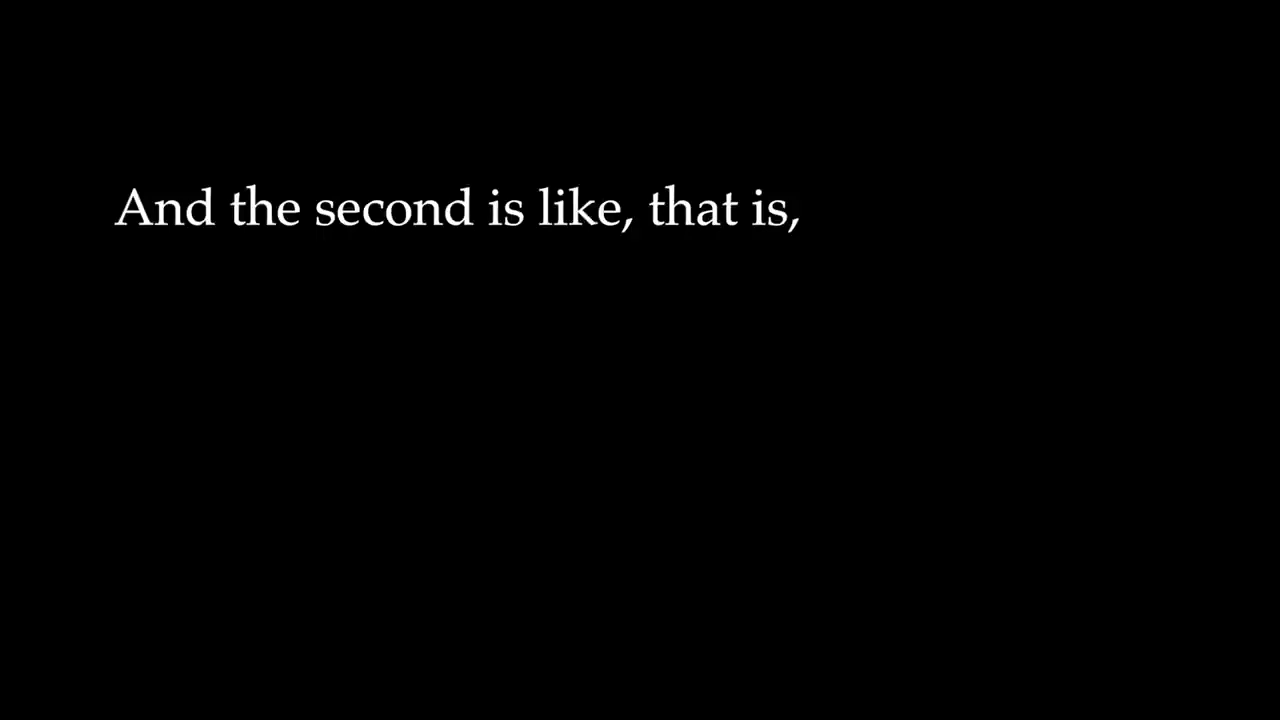 And the second is like, that is,